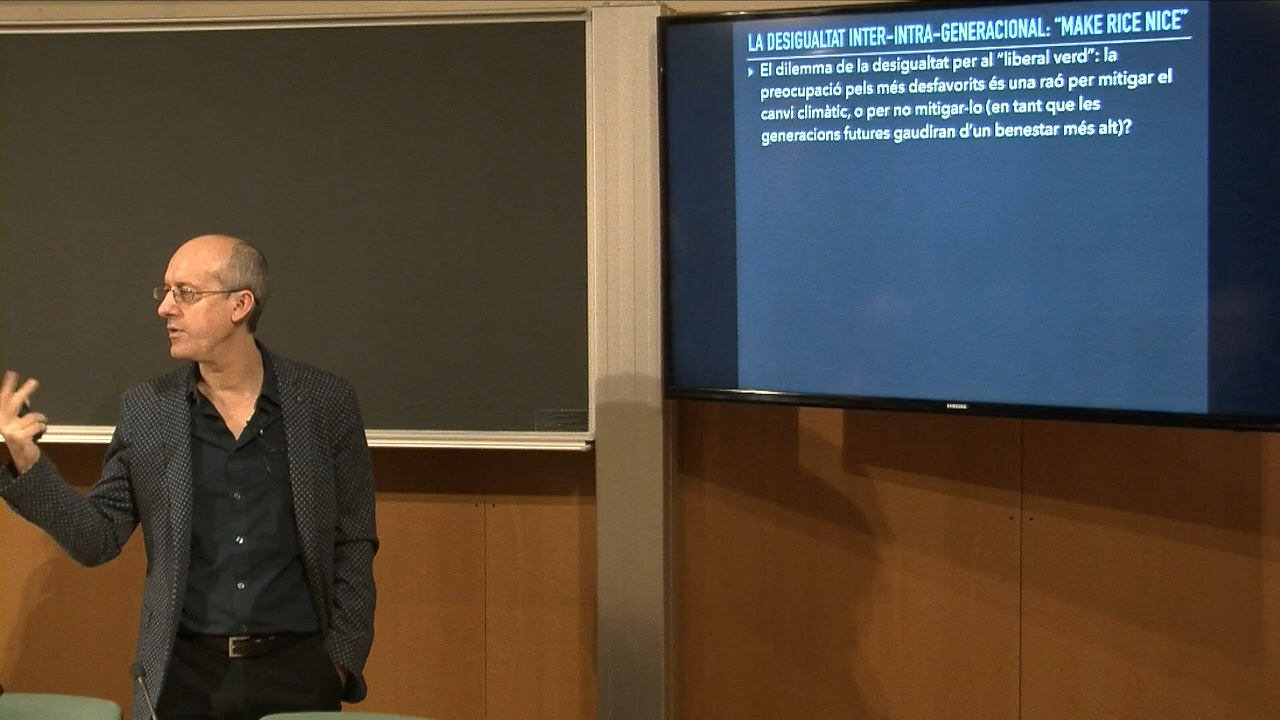 LA DESIGUALTAT INTER-INTRA-GENERACIONAL: "MAKE RICE NICE"
El dilemma de la desigualtat per al "liberal verd": la
preocupació pels més desfavorits és una raó per mitigar el
canvi climàtic, o per no mitigar-lo (en tant que les
generacions futures gaudiran d'un benestar més alt)?
SAMSUNG